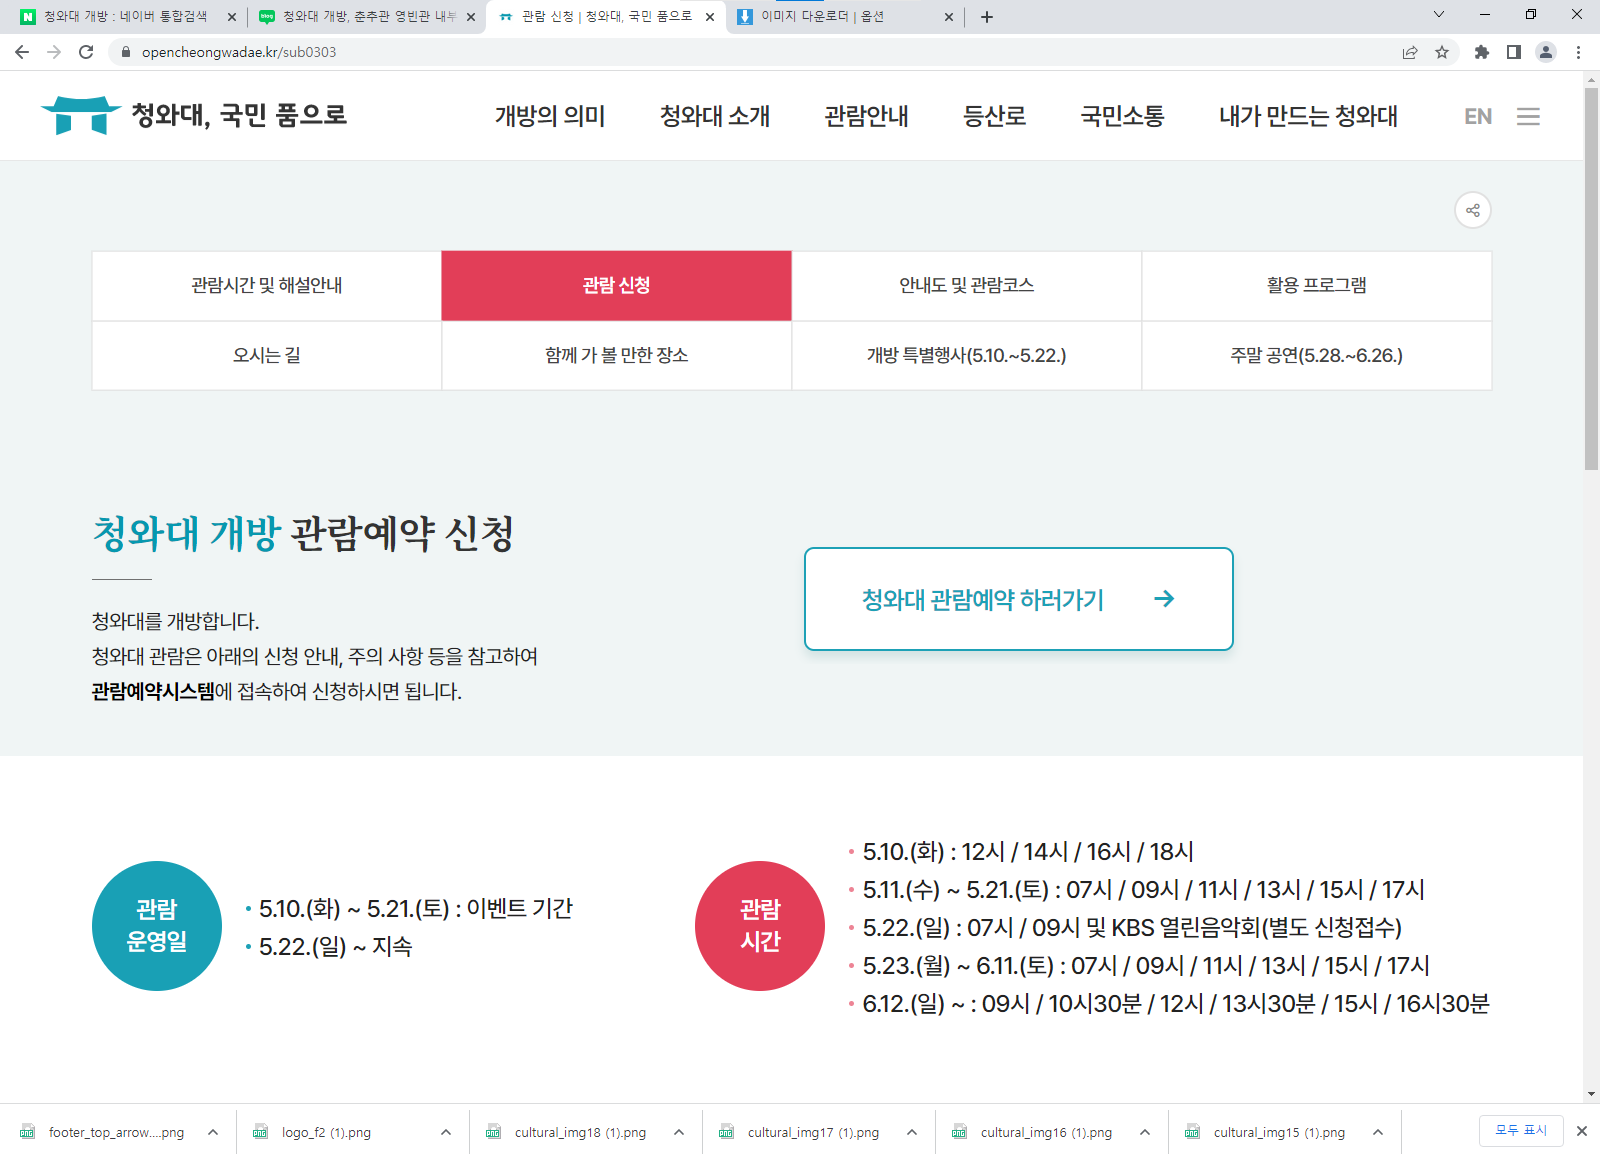 청와대 개방 : 네이버 통합검색
청와대 개방, 춘추관 영빈관 내부
관람 신청 | 청와대, 국민 품으로
이미지 다운로더 | 옵션
opencheongwadae.kr/sub0303
청와대, 국민 품으로
개방의 의미
청와대 소개
관람안내
등산로
국민소통
내가 만드는 청와대
EN
관람시간 및 해설안내
관람 신청
안내도 및 관람코스
활용 프로그램
오시는 길
함께 가 볼 만한 장소
개방 특별행사(5.10.~5.22.)
주말 공연(5.28.~6.26.)
청와대 개방 관람예약 신청
청와대를 개방합니다.
청와대 관람은 아래의 신청 안내, 주의 사항 등을 참고하여
관람예약시스템에 접속하여 신청하시면 됩니다.
청와대 관람예약 하러가기
관람
운영일
5.10.(화) ~ 5.21.(토) : 이벤트 기간
5.22.(일) ~ 지속
관람
시간
5.10.(화) : 12시 / 14시 / 16시 / 18시
5.11.(수) ~ 5.21.(토) : 07시 / 09시 / 11시 / 13시 / 15시 / 17시
5.22.(일) : 07시 / 09시 및 KBS 열린음악회(별도 신청접수)
5.23.(월) ~ 6.11.(토) : 07시 / 09시 / 11시 / 13시 / 15시 / 17시
6.12.(일) ~ : 09시 / 10시30분 / 12시 / 13시30분 / 15시 / 16시30분
footer_top_arrow....png
logo_f2 (1).png
cultural_img18 (1).png
cultural_img17 (1).png
cultural_img16 (1).png
cultural_img15 (1).png
모두 표시